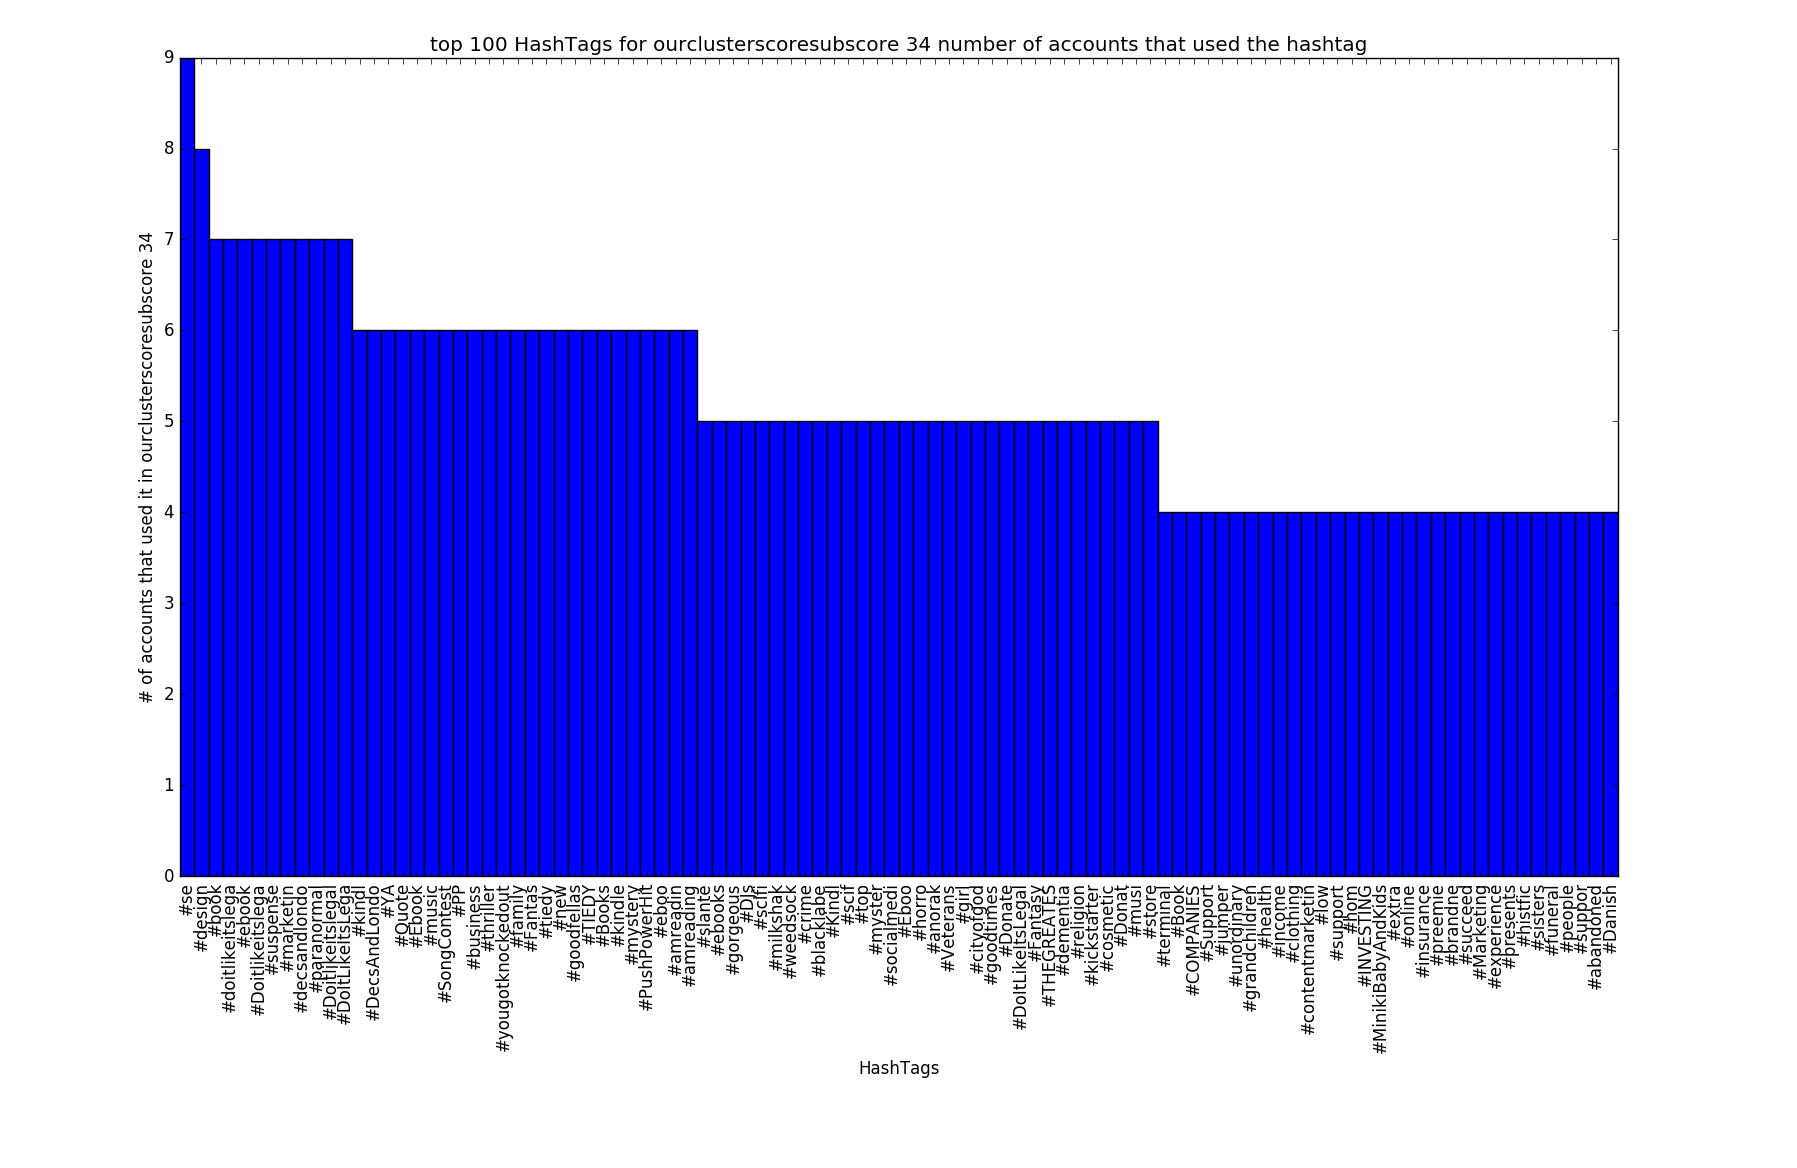 top 100 HashTags for ourclusterscoresubscore 34 number of accounts that used the hashtag
# of accounts that used it in ourclusterscoresubscore 34
9
8
7
6
5
4
3
2
1
0
#se
#design
#book
#doitlikeitslega
#ebook
#Doitlikeitslega
#suspense
#marketin
#decsandlondo
#paranormal
#Doitlikeitslegal
#DoItLikeItsLega
#kindl
#DecsAndLondo
#YA
#Quote
#Ebook
#music
#SongContest
#PP
#business
#thriller
#yougotknockedout
#family
#Fantas
#tiedy
#new
#goodfellas
#TIEDY
#Books
#kindle
#mystery
#PushPowerHit
#eboo
#amreadin
#amreading
#slante
#ebooks
#gorgeous
#DJs
#scifi
#milkshak
#weedsock
#crime
#blacklabe
#Kindl
#scif
#top
#myster
#socialmedi
#Eboo
#horro
#anorak
#Veterans
#girl
#cityofgod
#goodtimes
#Donate
#DoItLikeItsLegal
#Fantasy
#THEGREATES
#dementia
#religion
#kickstarter
#cosmetic
#Donat
#musi
#store
#termal
#Book
#COMPANIES
#Support
#jumper
#unordinary
#grandchildren
#health
#Income
#clothing
#contentmarketin
#low
#support
#hom
#INVESTING
#MinikiBabyAndKids
#extra
#online
#insurance
#preemie
#brandne
#succeed
#Marketing
#experience
#presents
#histfic
#sisters
#funeral
#people
#suppor
#abandoned
#Danish
HashTags